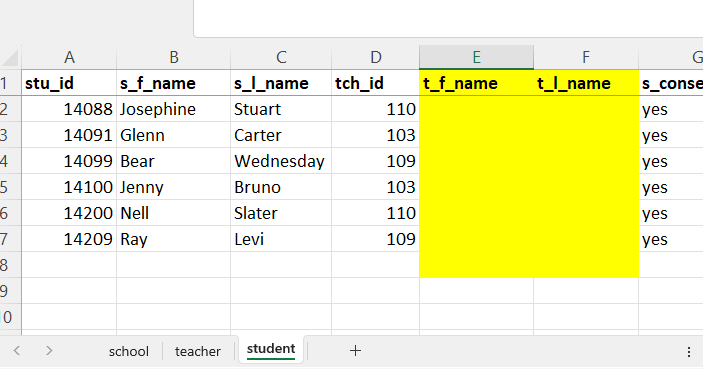 A B C D E F G
1 stu_id s_f_name s_l_name tch_id t_f_name t_l_name s_conse
2 14088 Josephine Stuart 110 yes
3 14091 Glenn Carter 103 yes
4 14099 Bear Wednesday 109 yes
5 14100 Jenny Bruno 103 yes
6 14200 Nell Slater 110 yes
7 14209 Ray Levi 109 yes
8
9
10
school teacher student +